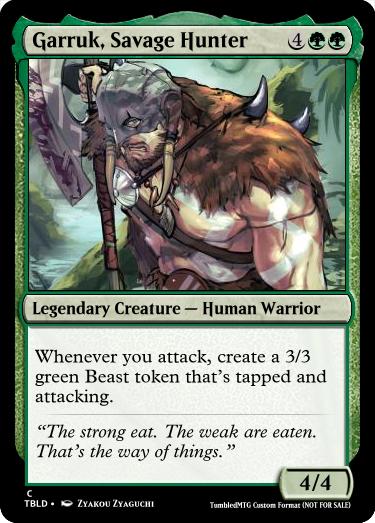 Garruk, Savage Hunter 4
Legendary Creature — Human Warrior
Whenever you attack, create a 3/3
green Beast token that's tapped and
attacking.
“The strong eat. The weak are eaten.
That's the way of things.”
4/4
C
TBLD • Zyakou Zyaguchi
TumbledMTG Custom Format (NOT FOR SALE)